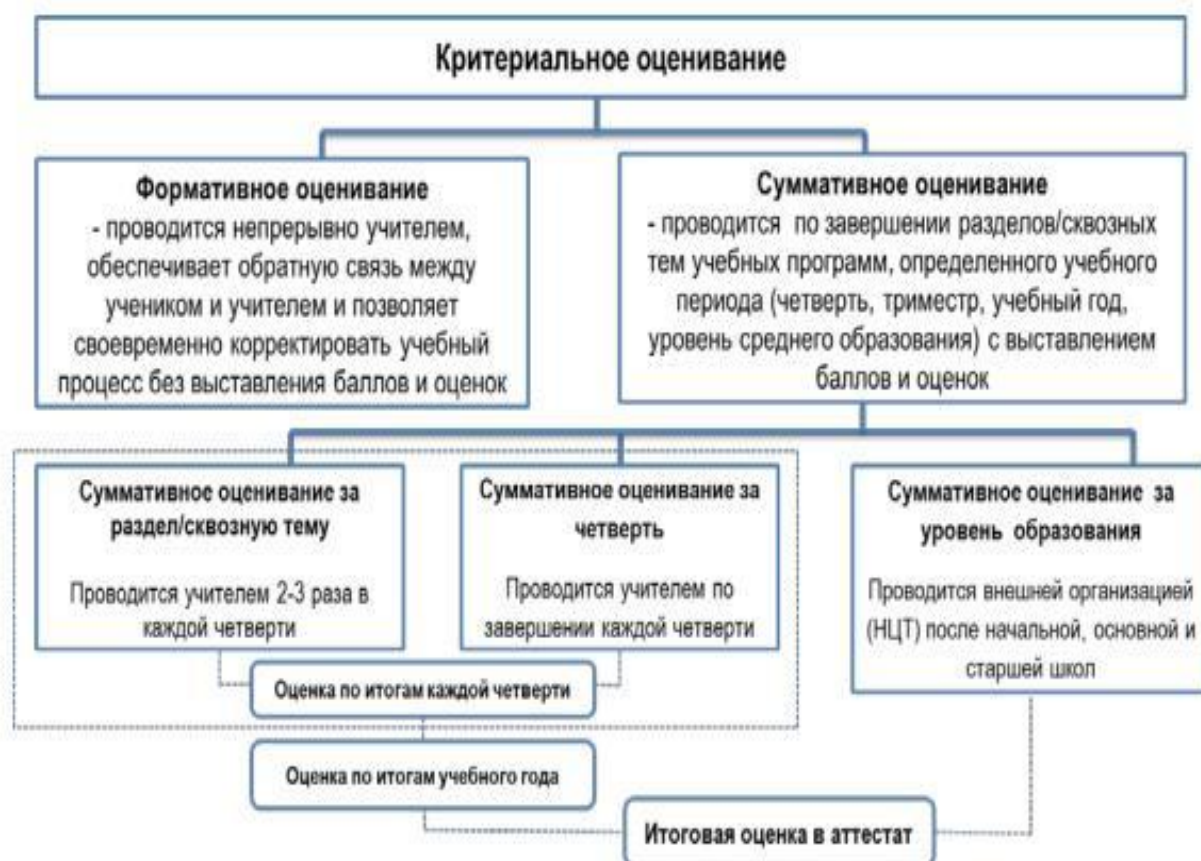 Критериальное оценивание
Формативное оценивание
- проводится непрерывно учителем,
обеспечивает обратную связь между
учеником и учителем и позволяет
своевременно корректировать учебный
процесс без выставления баллов и оценок
Суммативное оценивание
- проводится по завершении разделов/сквозных
тем учебных программ, определенного учебного
периода (четверть, триместр, учебный год,
уровень среднего образования) с выставлением
баллов и оценок
Суммативное оценивание за
раздел/сквозную тему
Проводится учителем 2-3 раза в
каждой четверти
Суммативное оценивание за
четверть
Проводится учителем по
завершении каждой четверти
Суммативное оценивание за
уровень образования
Проводится внешней организацией
(НЦТ) после начальной, основной и
старшей школ
Оценка по итогам каждой четверти
Оценка по итогам учебного года
Итоговая оценка в аттестат